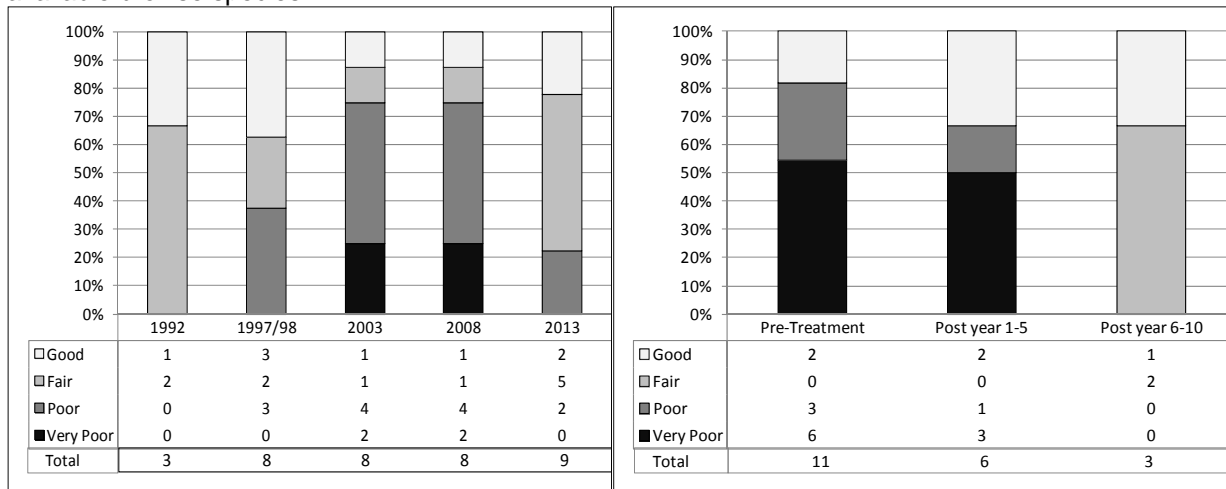 100%
90%
80%
70%
60%
50%
40%
30%
20%
10%
0%
1992 1997/98 2003 2008 2013
Good 1 3 1 1 2
Fair 2 2 1 1 5
Poor 0 3 4 4 2
Very Poor 0 0 2 2 0
Total 3 8 8 8 9
100%
90%
80%
70%
60%
50%
40%
30%
20%
10%
0%
Pre-Treatment Post year 1-5 Post year 6-10
Good 2 2 1
Fair 0 0 2
Poor 3 1 0
Very Poor 6 3 0
Total 11 6 3